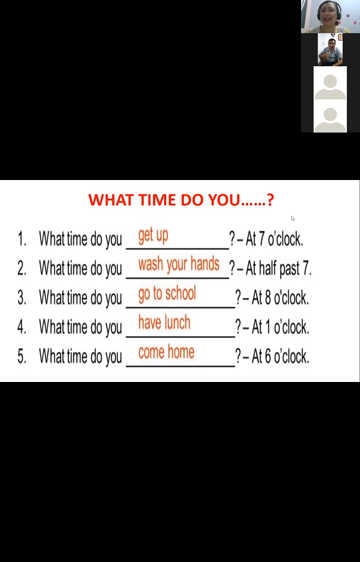 WHAT TIME DO YOU......?
1. What time do you get up ? – At 7 o'clock.
2. What time do you wash your hands ? – At half past 7.
3. What time do you go to school ? – At 8 o'clock.
4. What time do you have lunch ? – At 1 o'clock.
5. What time do you come home ? – At 6 o'clock.